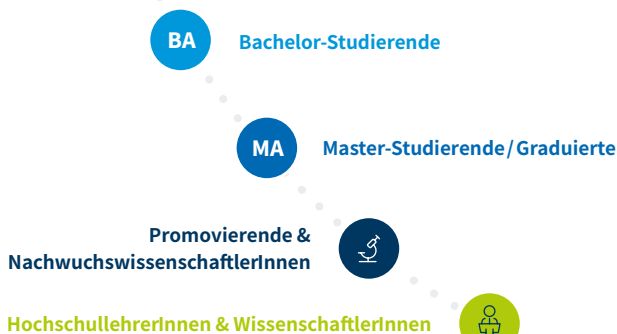 BA
Bachelor-Studierende
MA
Master-Studierende / Graduierte
Promovierende &
NachwuchswissenschaftlerInnen
HochschullehrerInnen & WissenschaftlerInnen